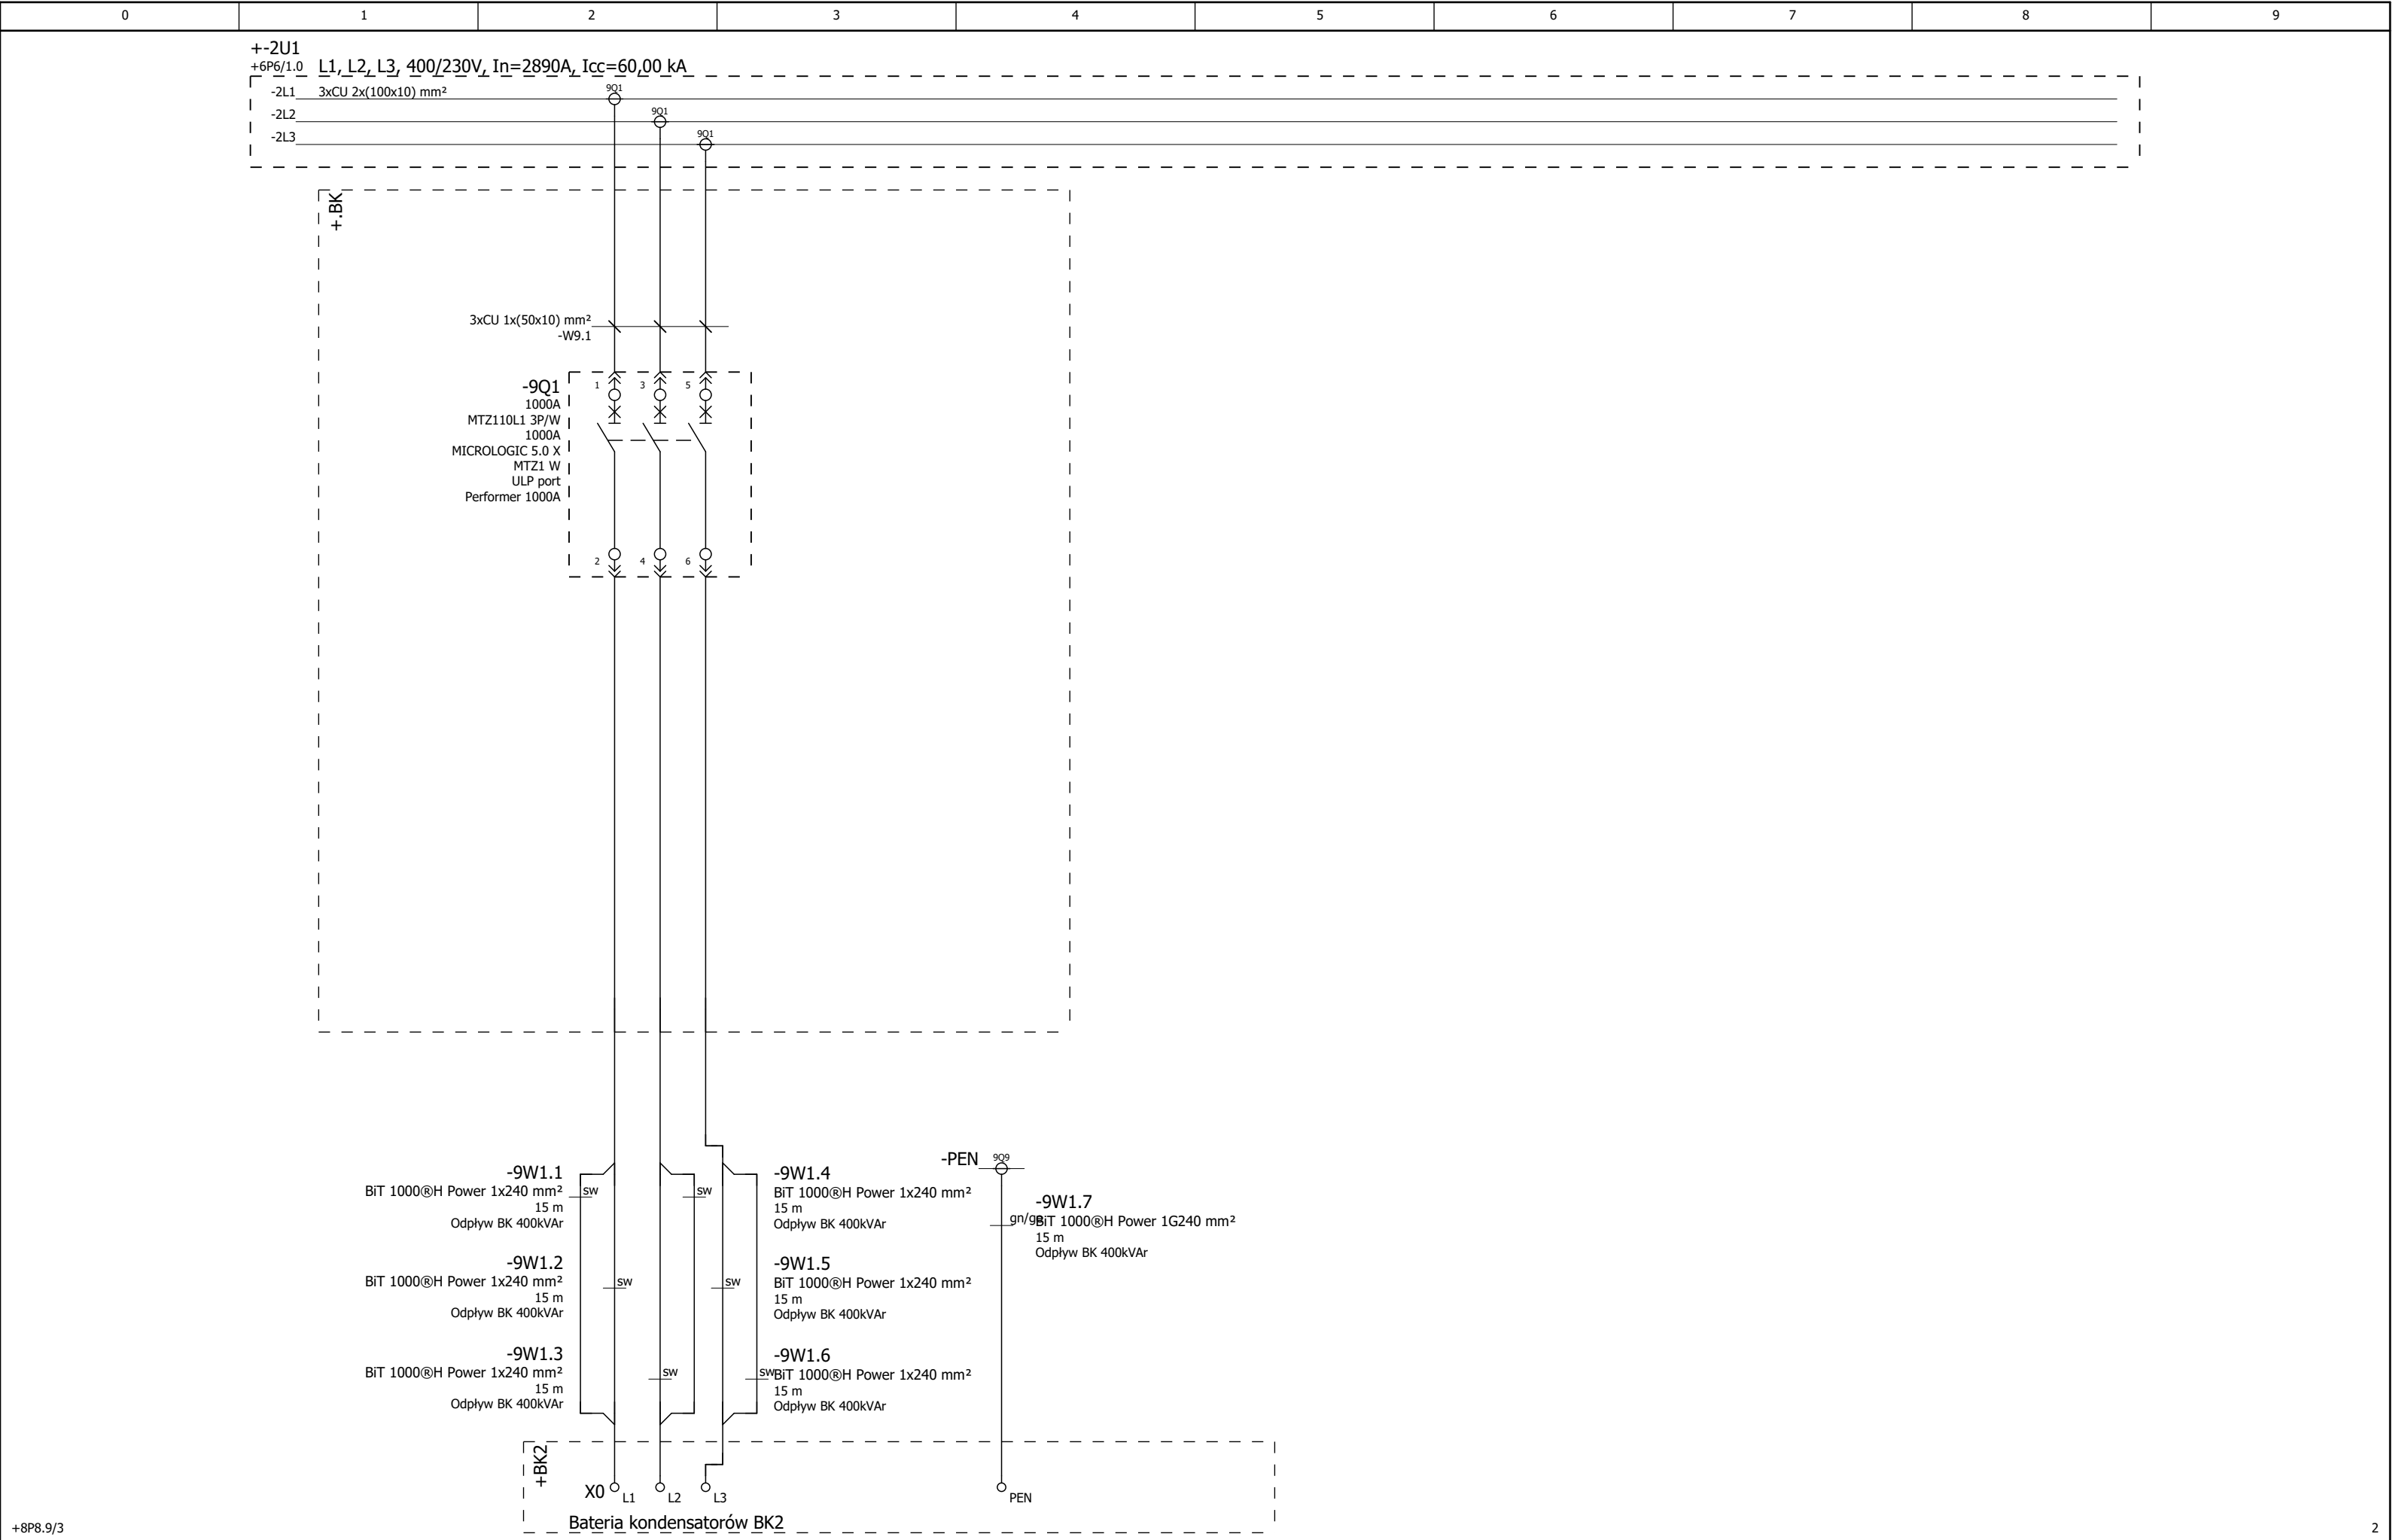 0 1 2 3 4 5 6 7 8 9
+-2U1
+6P6/1.0 L1, L2, L3, 400/230V, In=2890A, Icc=60,00 kA
-2L1 3xCU 2x(100x10) mm² 9Q1
-2L2 9Q1
-2L3 9Q1
+.BK
3xCU 1x(50x10) mm²
-W9.1
-9Q1 1 3 5
1000A
MTZ110L1 3P/W
1000A
MICROLOGIC 5.0 X
MTZ1 W
ULP port
Performer 1000A
2 4 6
-9W1.1
BiT 1000®H Power 1x240 mm² sw
15 m
Odpływ BK 400kVAr
-9W1.2
BiT 1000®H Power 1x240 mm² sw
15 m
Odpływ BK 400kVAr
-9W1.3
BiT 1000®H Power 1x240 mm² sw
15 m
Odpływ BK 400kVAr
-9W1.4
sw BiT 1000®H Power 1x240 mm²
15 m
Odpływ BK 400kVAr
-9W1.5
sw BiT 1000®H Power 1x240 mm²
15 m
Odpływ BK 400kVAr
-9W1.6
sw BiT 1000®H Power 1x240 mm²
15 m
Odpływ BK 400kVAr
-PEN 9Q9
-9W1.7
gn/ge BiT 1000®H Power 1G240 mm²
15 m
Odpływ BK 400kVAr
+BK2
X0 L1 L2 L3 PEN
Bateria kondensatorów BK2
+8P8.9/3 2